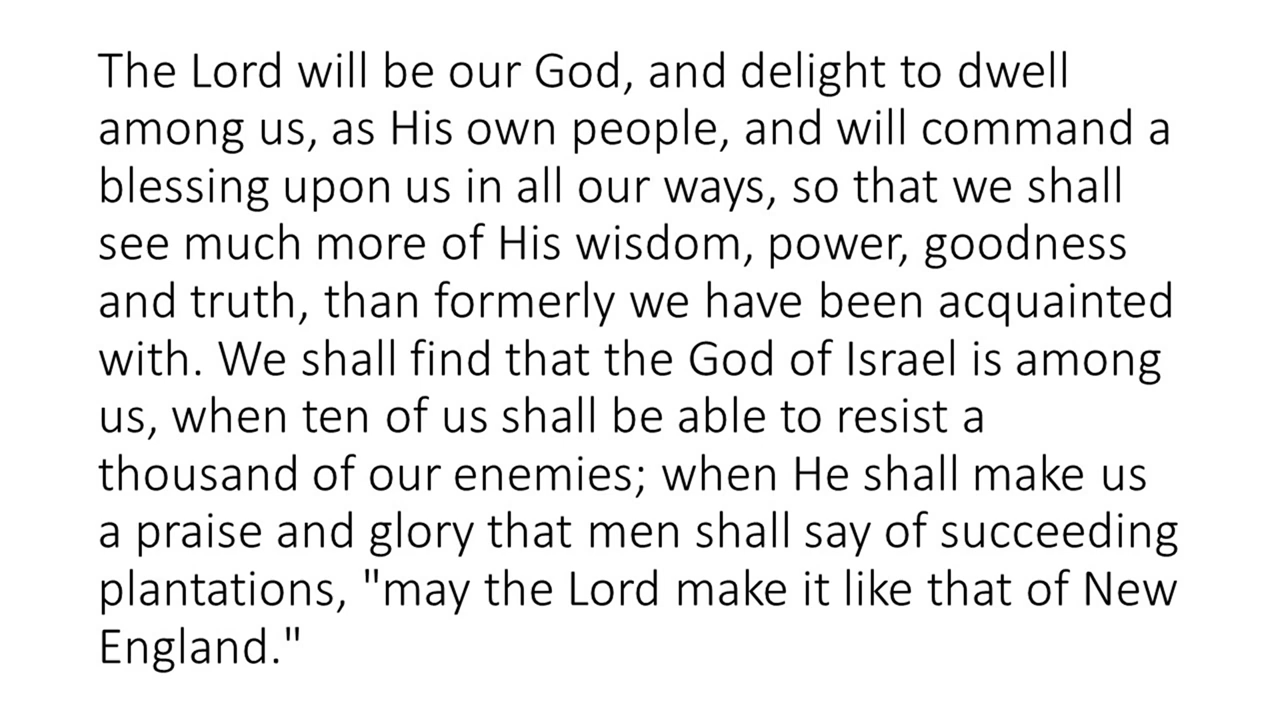 The Lord will be our God, and delight to dwell
among us, as His own people, and will command a
blessing upon us in all our ways, so that we shall
see much more of His wisdom, power, goodness
and truth, than formerly we have been acquainted
with. We shall find that the God of Israel is among
us, when ten of us shall be able to resist a
thousand of our enemies; when He shall make us
a praise and glory that men shall say of succeeding
plantations, "may the Lord make it like that of New
England."